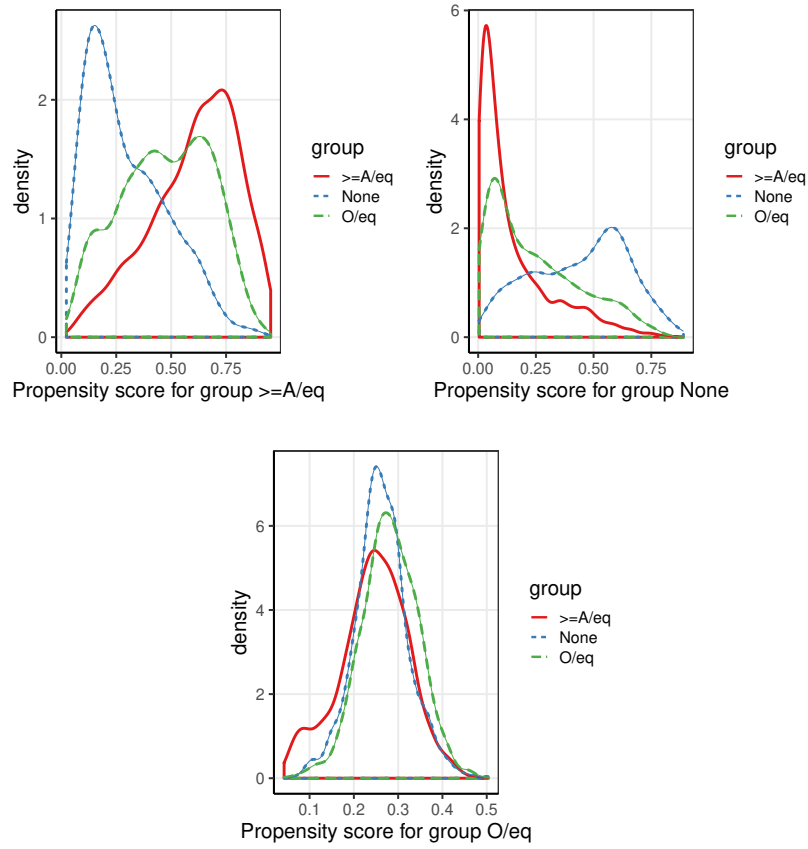 density
2
1
0
0.00 0.25 0.50 0.75
Propensity score for group >=A/eq
group
>=A/eq
None
O/eq
density
6
4
2
0
0.00 0.25 0.50 0.75
Propensity score for group None
group
>=A/eq
None
O/eq
density
6
4
2
0
0.1 0.2 0.3 0.4 0.5
Propensity score for group O/eq
group
>=A/eq
None
O/eq